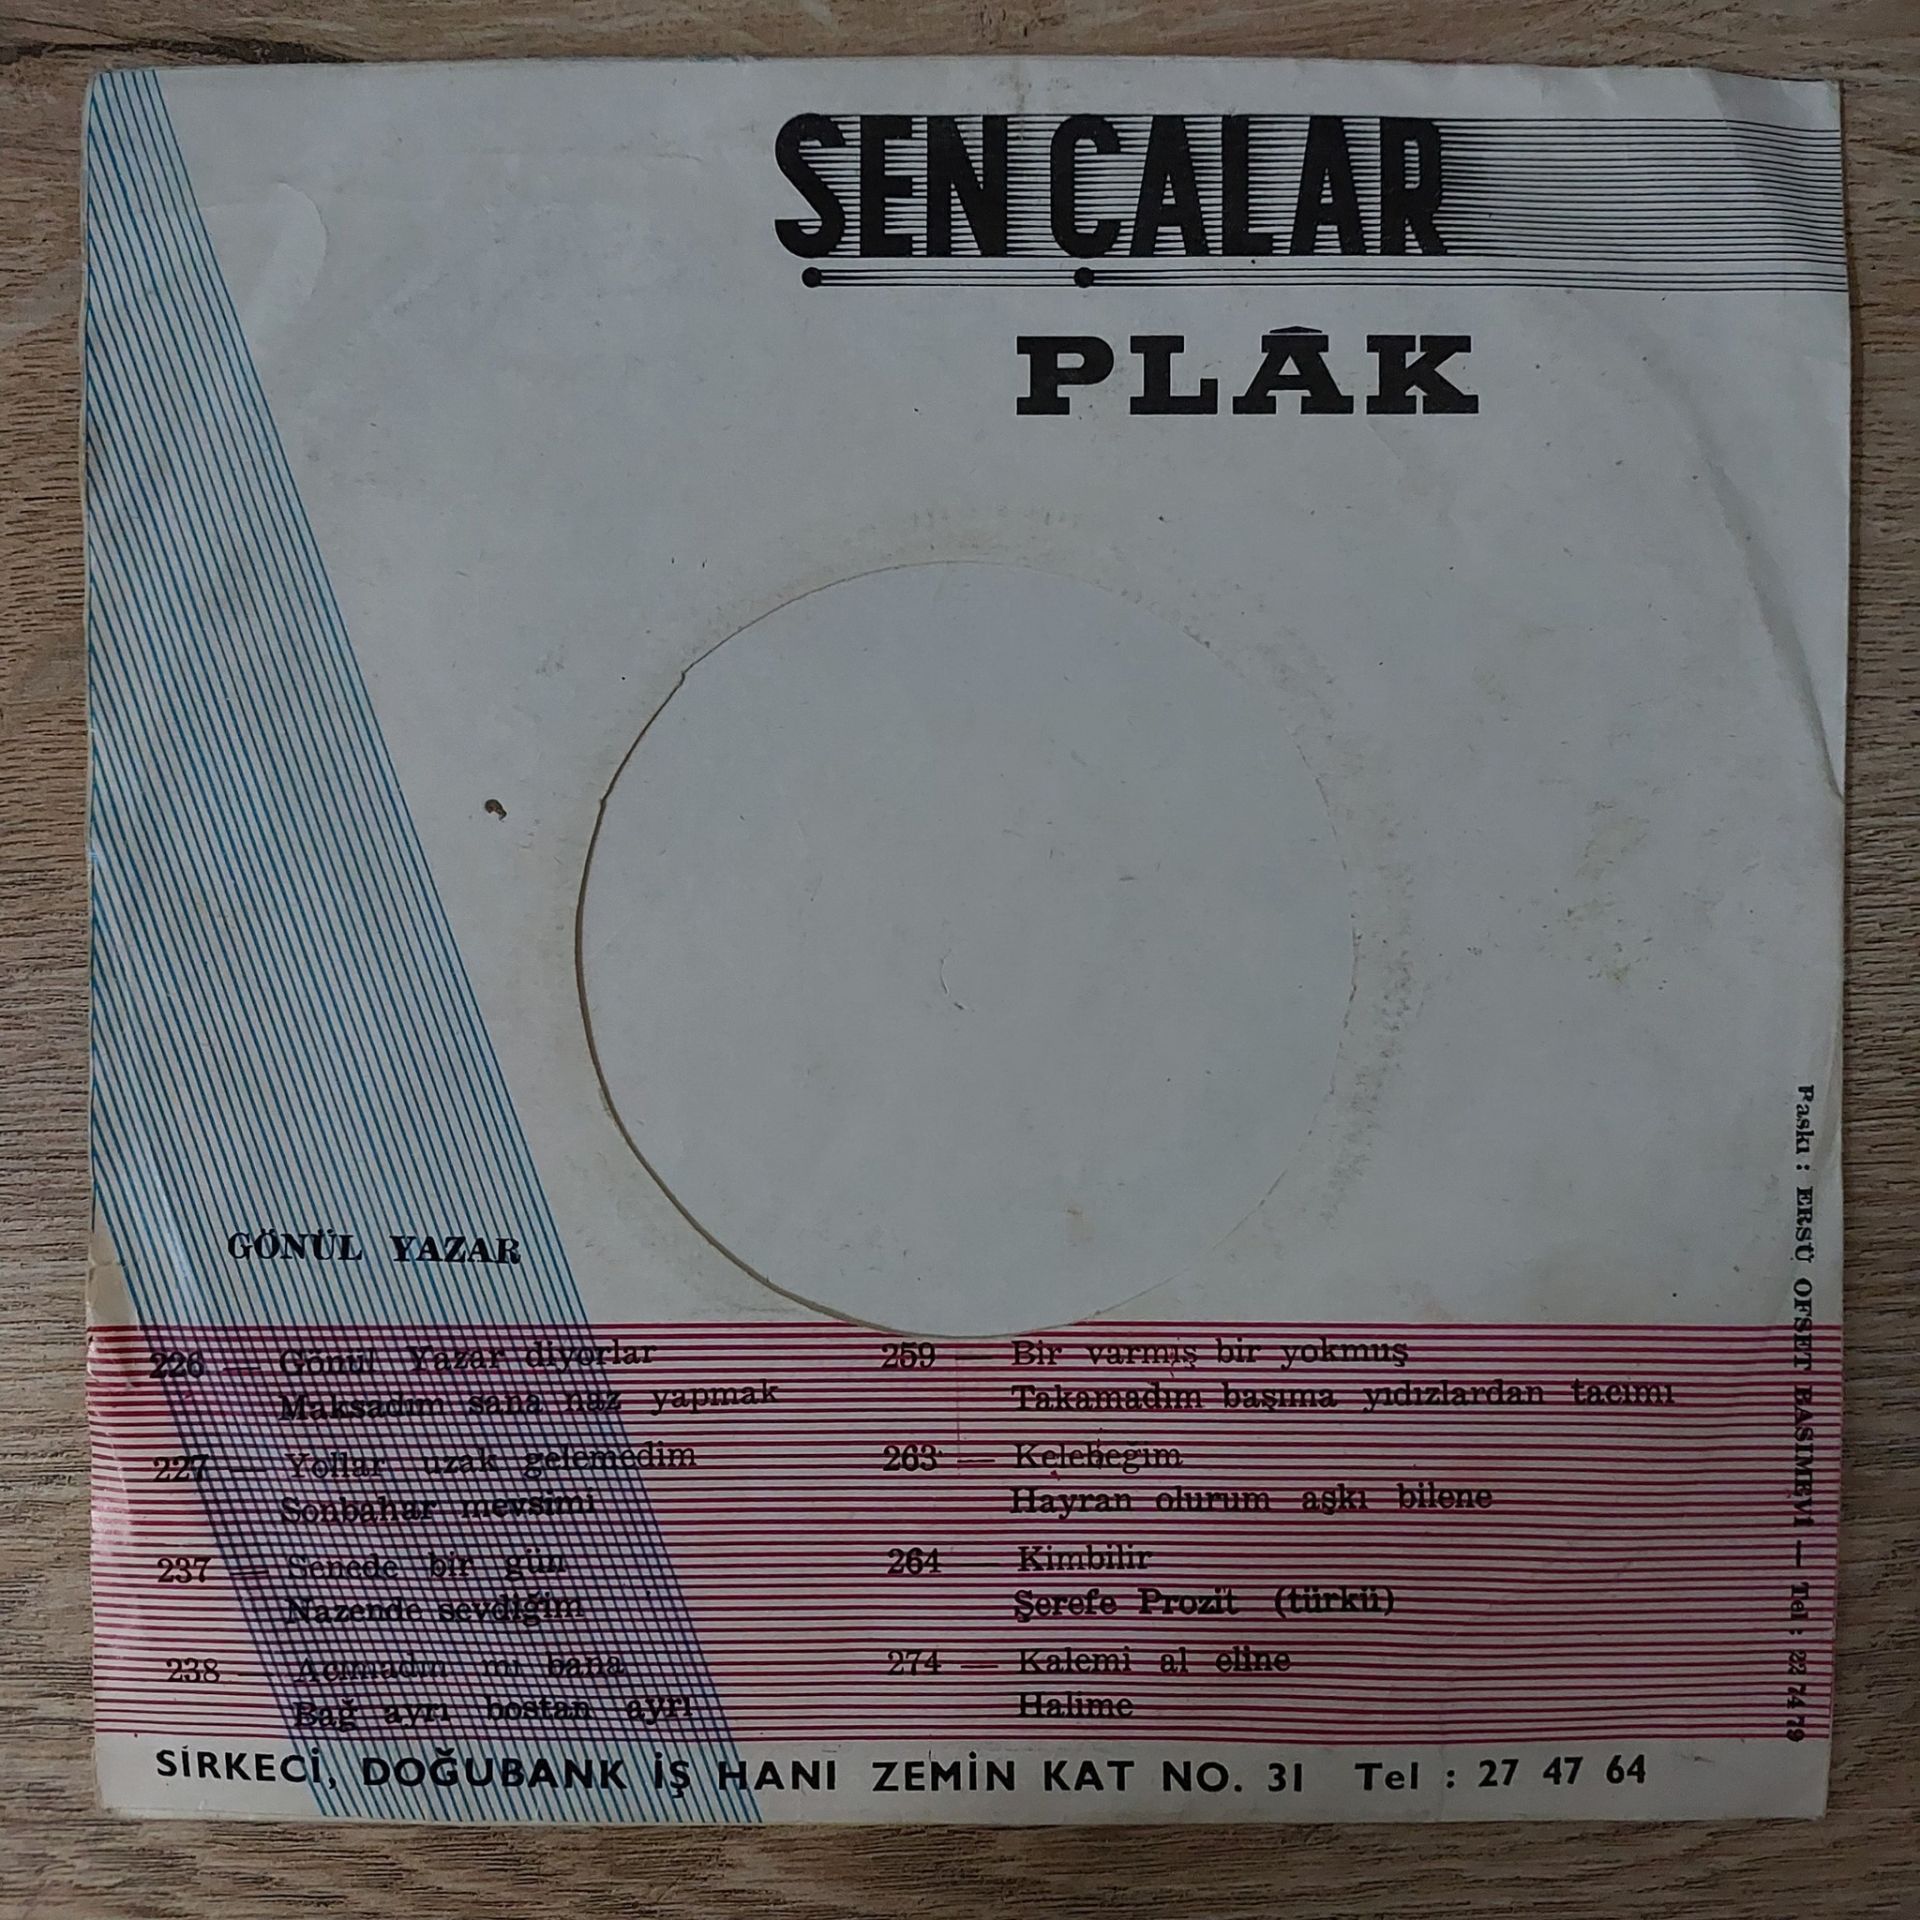 ŞEN ÇALAR
PLÂK
GÖNÜL YAZAR
226 — Gönül Yazar diyorlar
Maksadım sana naz yapmak
227 — Yollar uzak gelemedim
Sonbahar mevsimi
237 — Senede bir gün
Nazende sevdiğim
238 — Acımadın mı bana
Bağ ayrı bostan ayrı
259 — Bir varmış bir yokmuş
Takamadım başıma yıdızlardan tacımı
263 — Kelebeğim
Hayran olurum aşkı bilene
264 — Kimbilir
Şerefe Prozit (türkü)
274 — Kalemi al eline
Halime
SİRKECİ, DOĞUBANK İŞ HANI ZEMİN KAT NO. 31 Tel : 27 47 64
Baskı : ERSÜ OFSET BASIMEVİ — Tel : 22 74 79